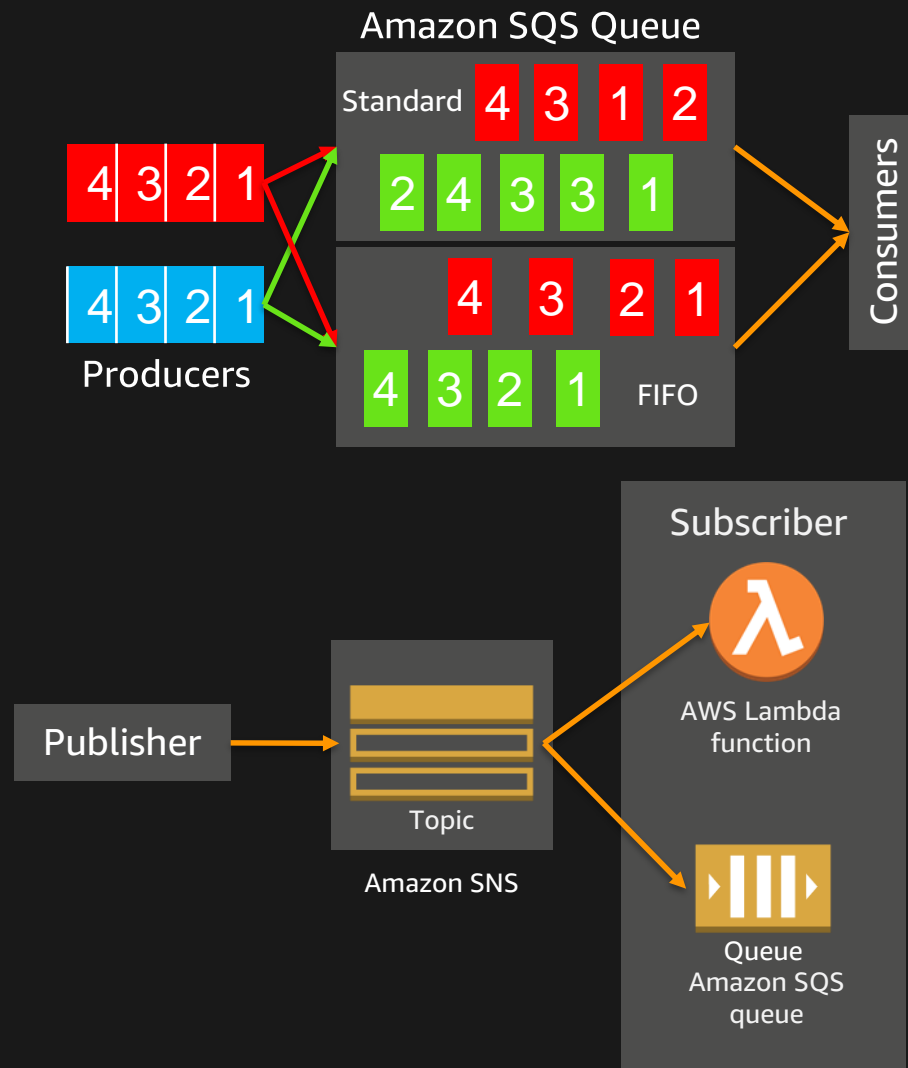 Amazon SQS Queue
Standard 4 3 1 2
2 4 3 3 1
4 3 2 1
4 3 2 1
Producers
4 3 2 1
4 3 2 1 FIFO
Consumers
Subscriber
AWS Lambda
function
Publisher
Topic
Amazon SNS
Queue
Amazon SQS
queue